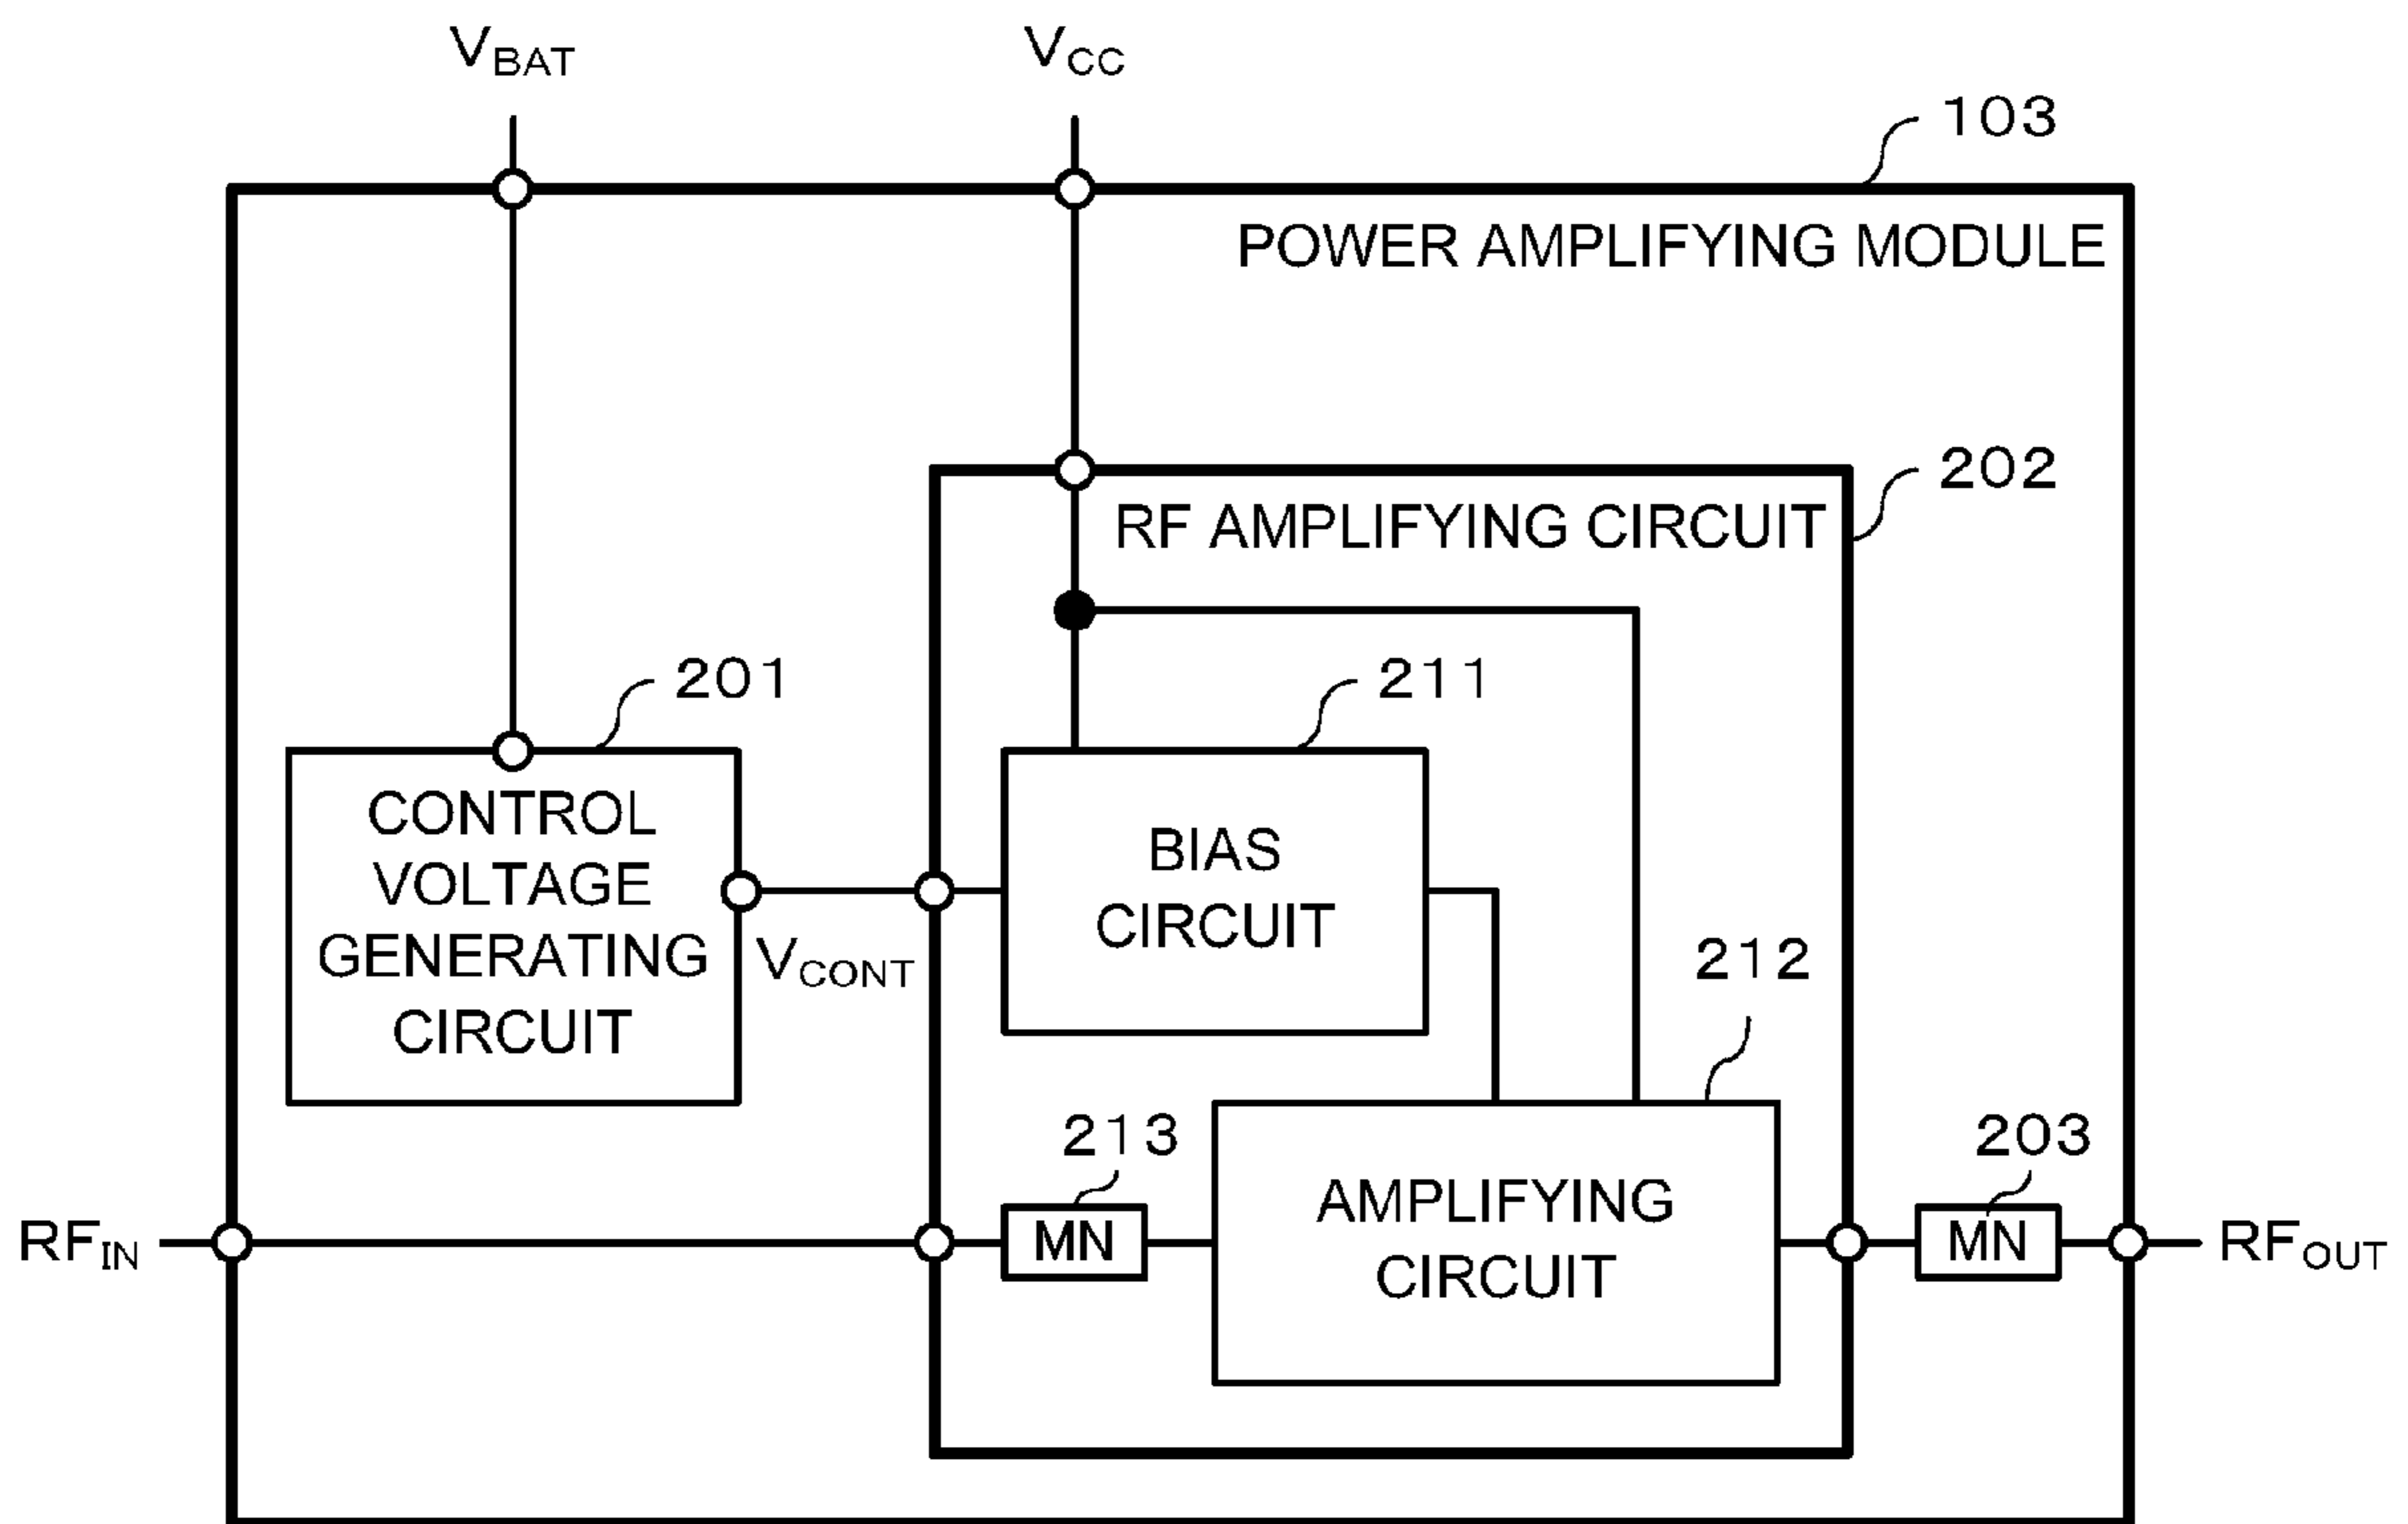 VBAT
VCC
103
POWER AMPLIFYING MODULE
202
RF AMPLIFYING CIRCUIT
201
211
CONTROL
VOLTAGE
GENERATING
CIRCUIT
VCONT
BIAS
CIRCUIT
212
213
203
RFIN
MN
AMPLIFYING
CIRCUIT
MN
RFOUT